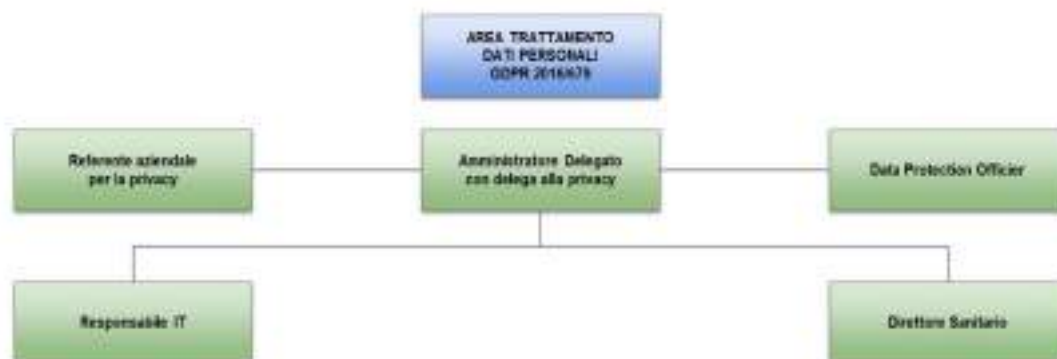 AREA TRATTAMENTO
DATI PERSONALI
GDPR 2016/679
Referente aziendale
per la privacy
Amministratore Delegato
con delega alla privacy
Data Protection Officier
Responsabile IT
Direttore Sanitario